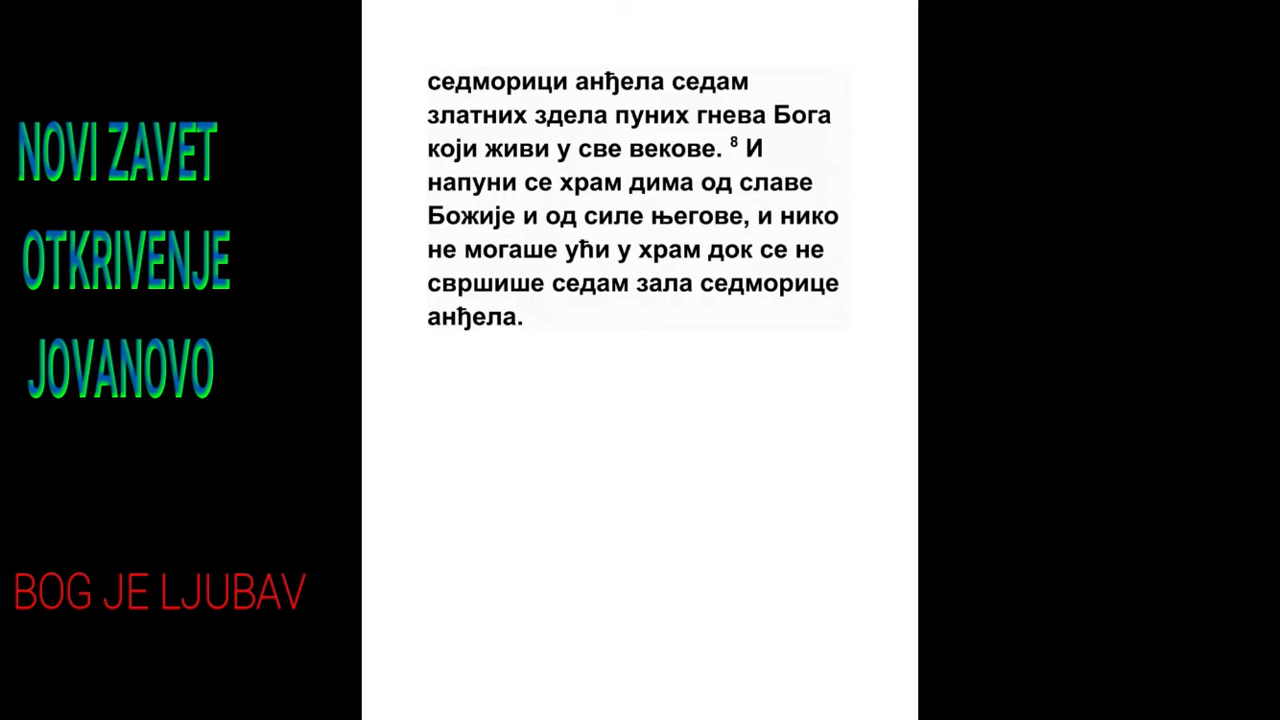 NOVI ZAVET
OTKRIVENJE
JOVANOVO
BOG JE LJUBAV
седморици анђела седам
златних здела пуних гнева Бога
који живи у све векове. ⁸ И
напуни се храм дима од славе
Божије и од силе његове, и нико
не могаше ући у храм док се не
свршише седам зала седморице
анђела.